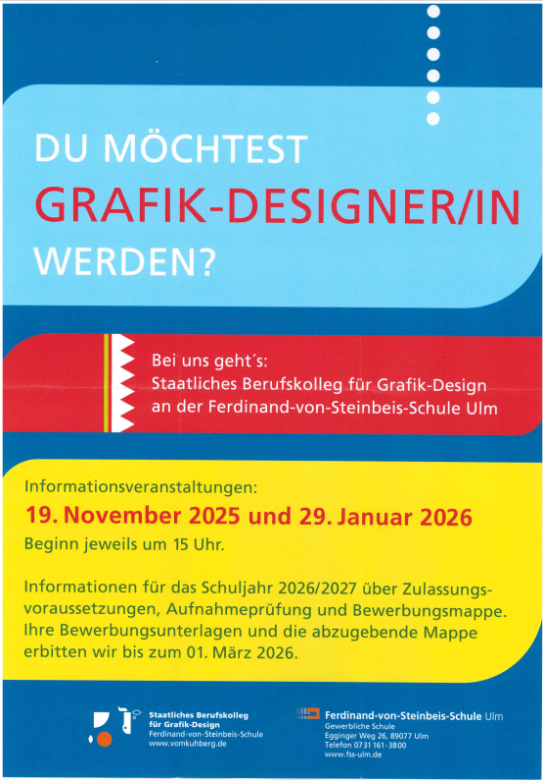 DU MÖCHTEST
GRAFIK-DESIGNER/IN
WERDEN?
Bei uns geht´s:
Staatliches Berufskolleg für Grafik-Design
an der Ferdinand-von-Steinbeis-Schule Ulm
Informationsveranstaltungen:
19. November 2025 und 29. Januar 2026
Beginn jeweils um 15 Uhr.
Informationen für das Schuljahr 2026/2027 über Zulassungs-
voraussetzungen, Aufnahmeprüfung und Bewerbungsmappe.
Ihre Bewerbungsunterlagen und die abzugebende Mappe
erbitten wir bis zum 01. März 2026.
Staatliches Berufskolleg
für Grafik-Design
Ferdinand-von-Steinbeis-Schule
www.vomkuhberg.de
Ferdinand-von-Steinbeis-Schule Ulm
Gewerbliche Schule
Egginger Weg 26, 89077 Ulm
Telefon 0731 161-3800
www.fss-ulm.de